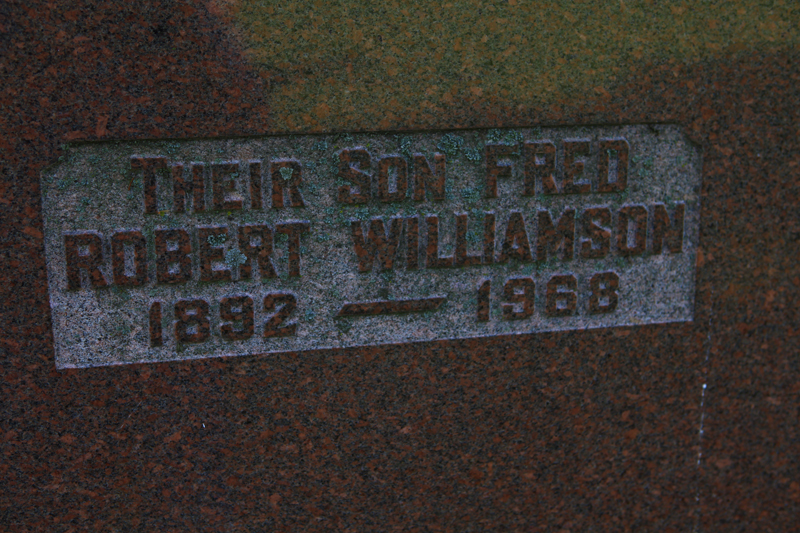 THEIR SON FRED
ROBERT WILLIAMSON
1892 — 1968